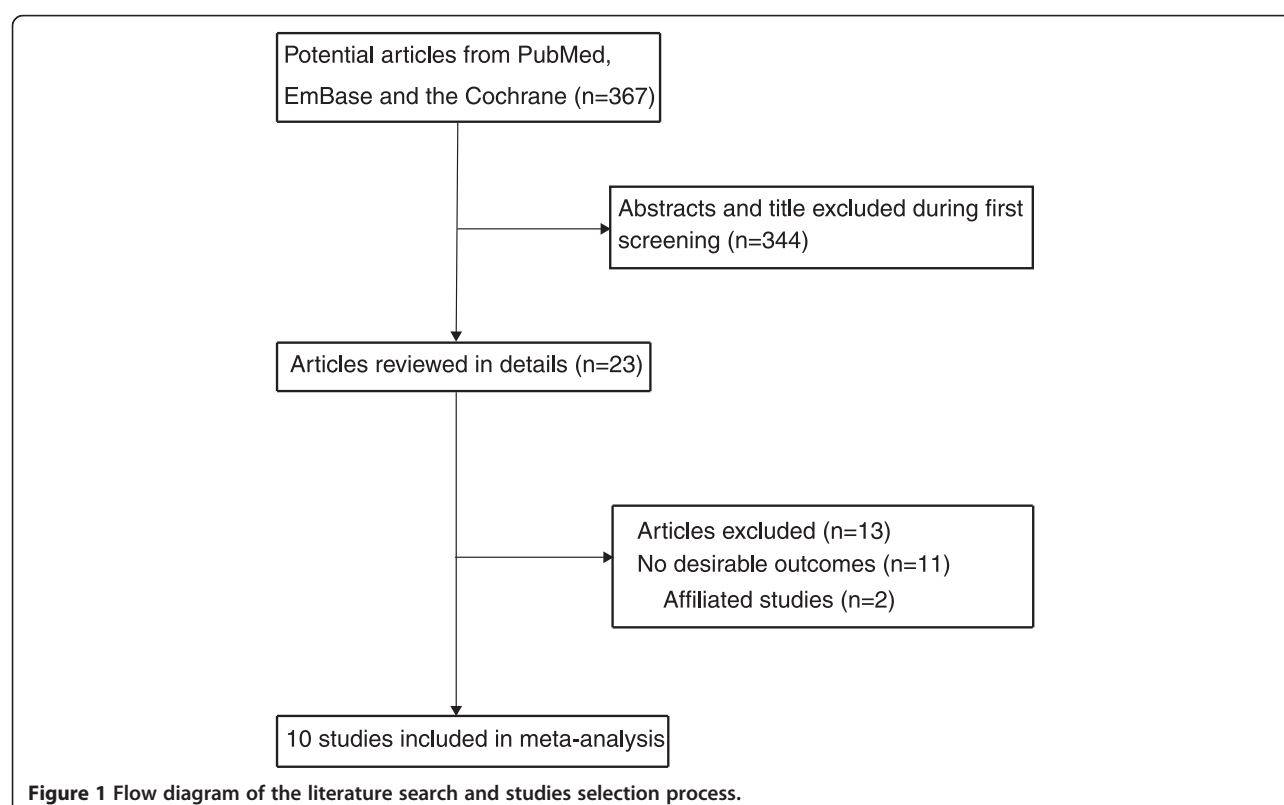 Potential articles from PubMed,
EmBase and the Cochrane (n=367)
Abstracts and title excluded during first
screening (n=344)
Articles reviewed in details (n=23)
Articles excluded (n=13)
No desirable outcomes (n=11)
Affiliated studies (n=2)
10 studies included in meta-analysis
Figure 1 Flow diagram of the literature search and studies selection process.